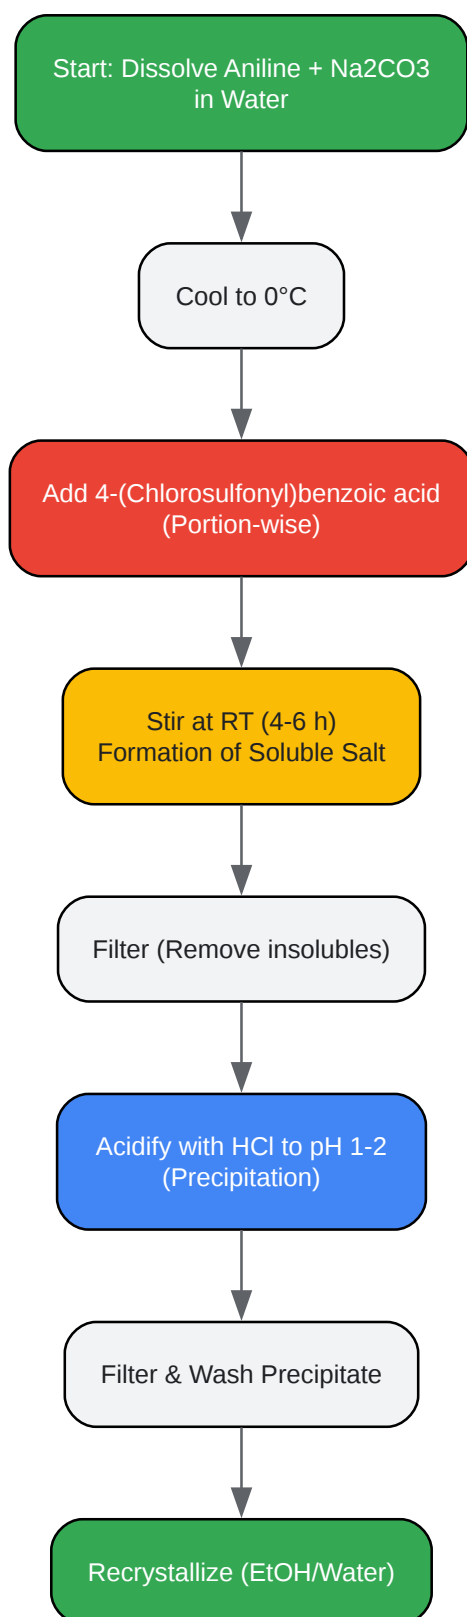 Start: Dissolve Aniline + Na2CO3
in Water
Cool to 0°C
Add 4-(Chlorosulfonyl)benzoic acid
(Portion-wise)
Stir at RT (4-6 h)
Formation of Soluble Salt
Filter (Remove insolubles)
Acidify with HCl to pH 1-2
(Precipitation)
Filter & Wash Precipitate
Recrystallize (EtOH/Water)